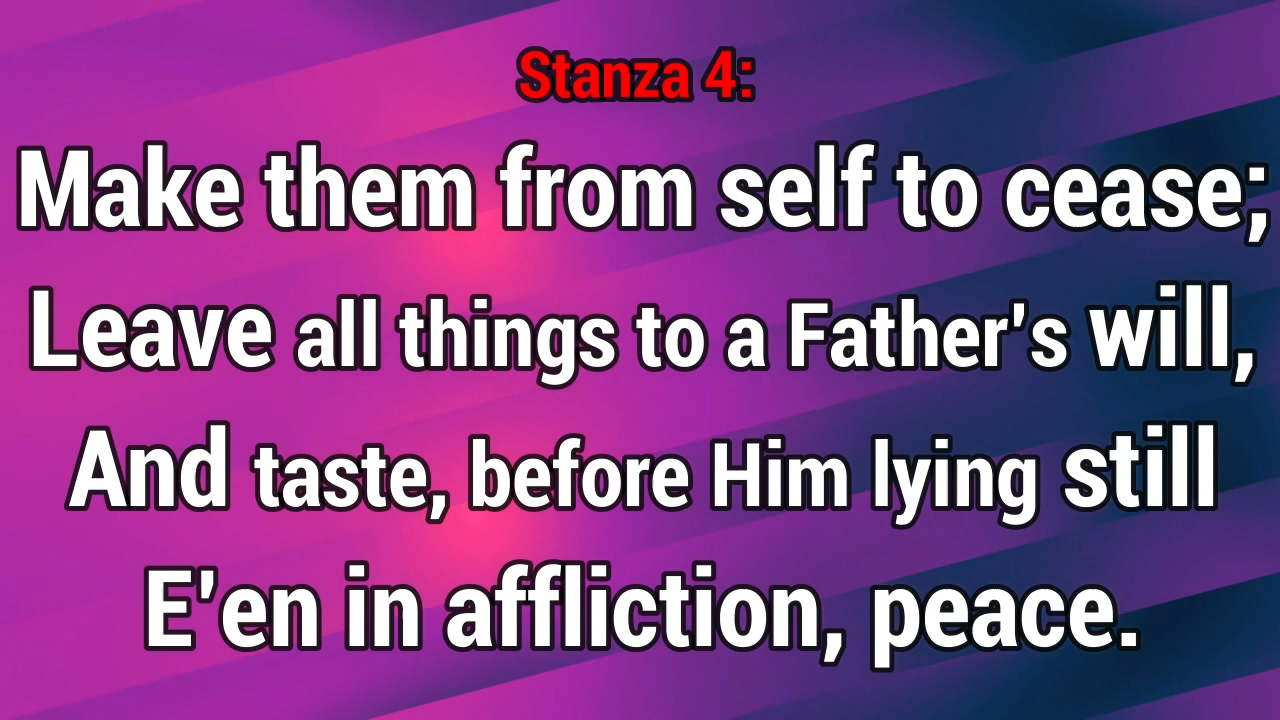 Stanza 4:
Make them from self to cease;
Leave all things to a Father's will,
And taste, before Him lying still
E'en in affliction, peace.